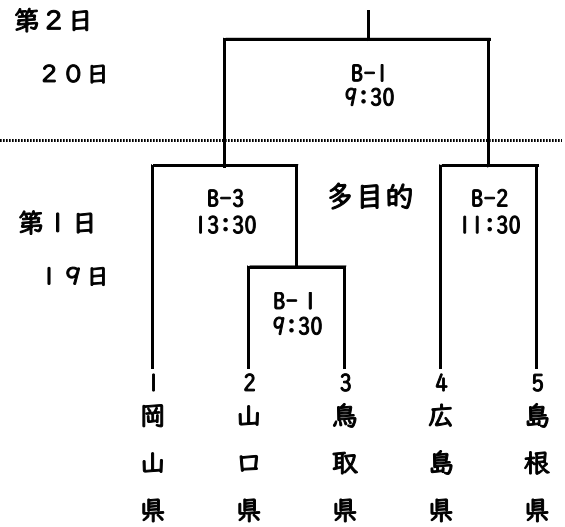 第2日
20日
B-1
9:30
B-3
13:30
多目的
B-2
11:30
第1日
19日
B-1
9:30
1 2 3 4 5
岡山県
山口県
鳥取県
広島県
島根県